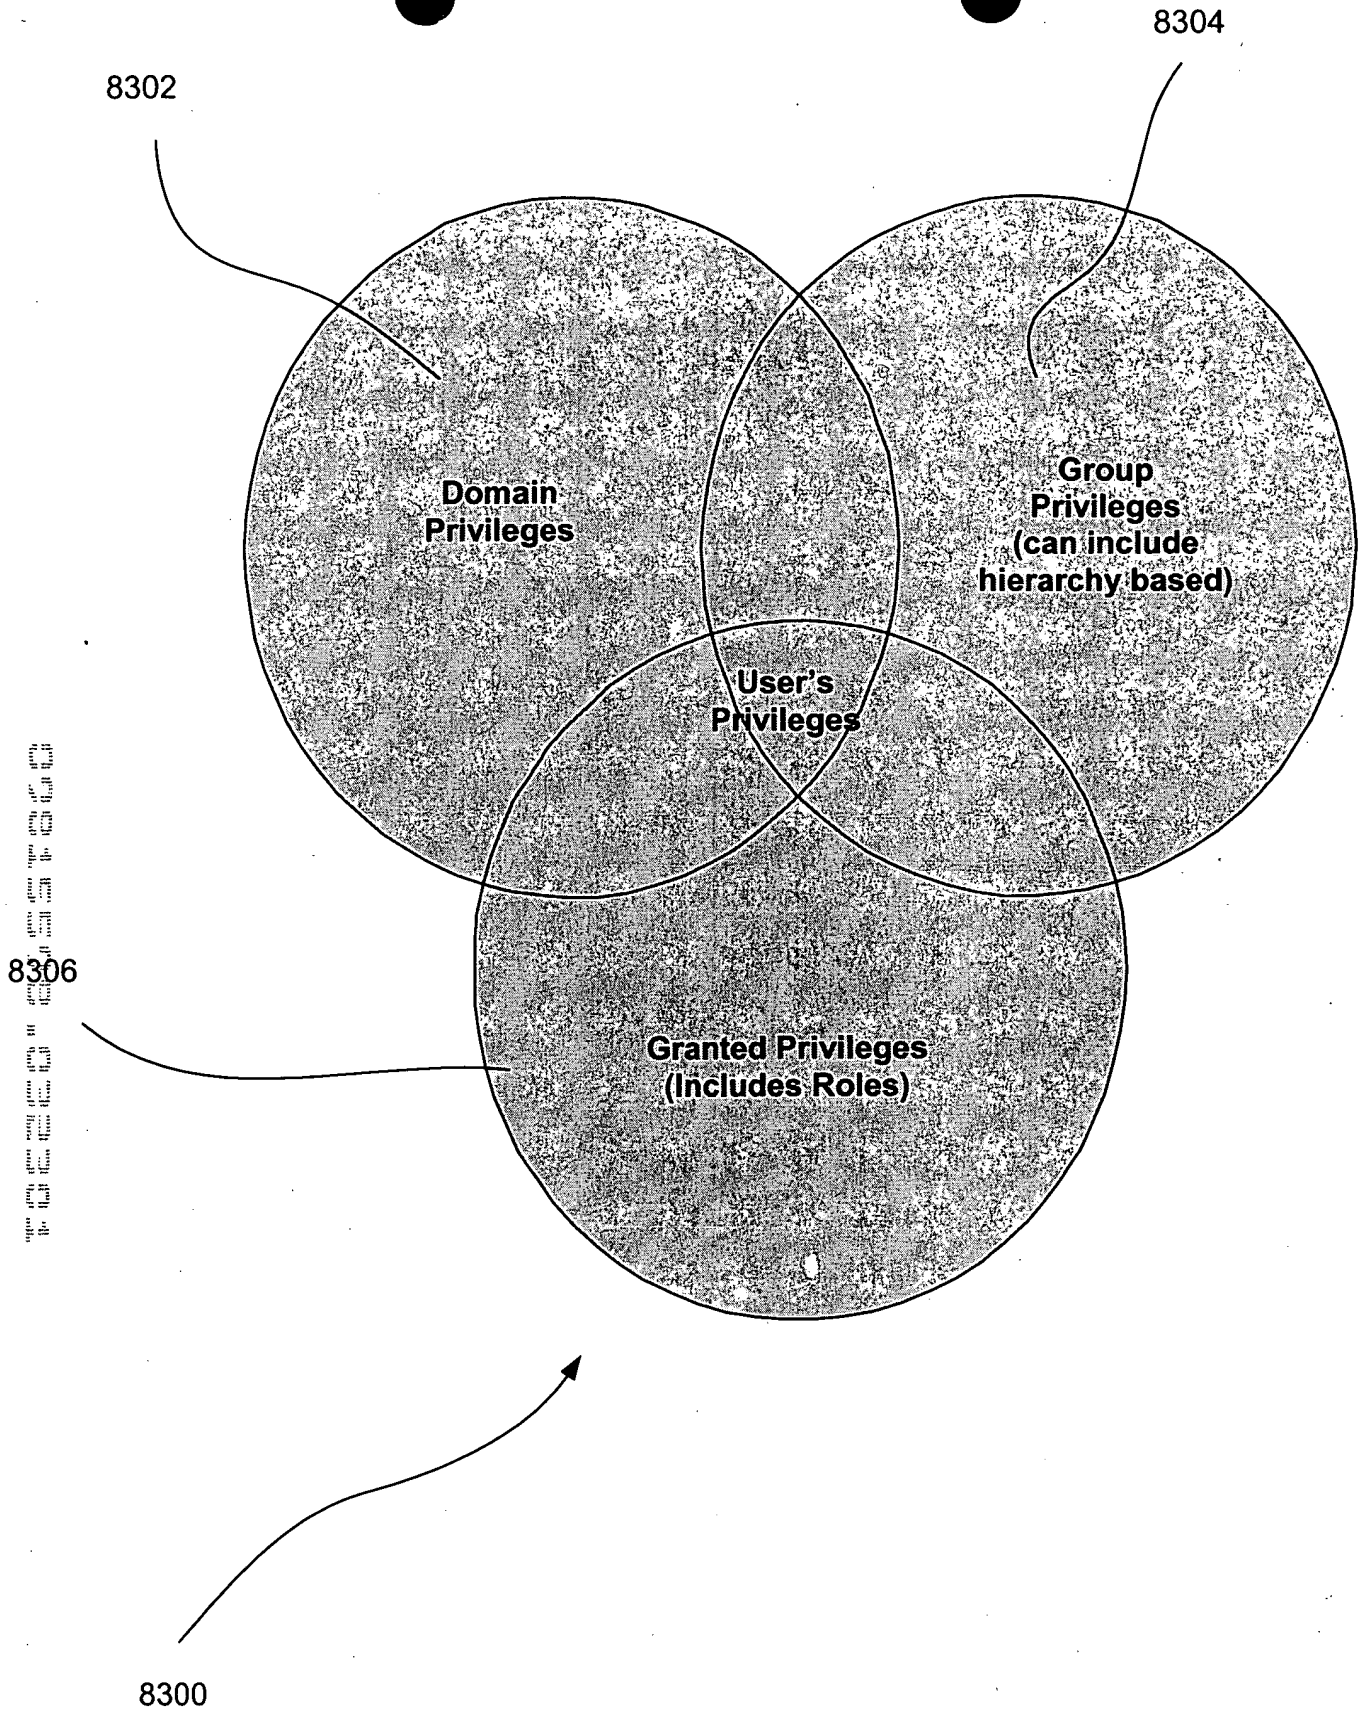 8304
8302
Domain
Privileges
Group
Privileges
(can include
hierarchy based)
User's
Privileges
8306
Granted Privileges
(Includes Roles)
8300